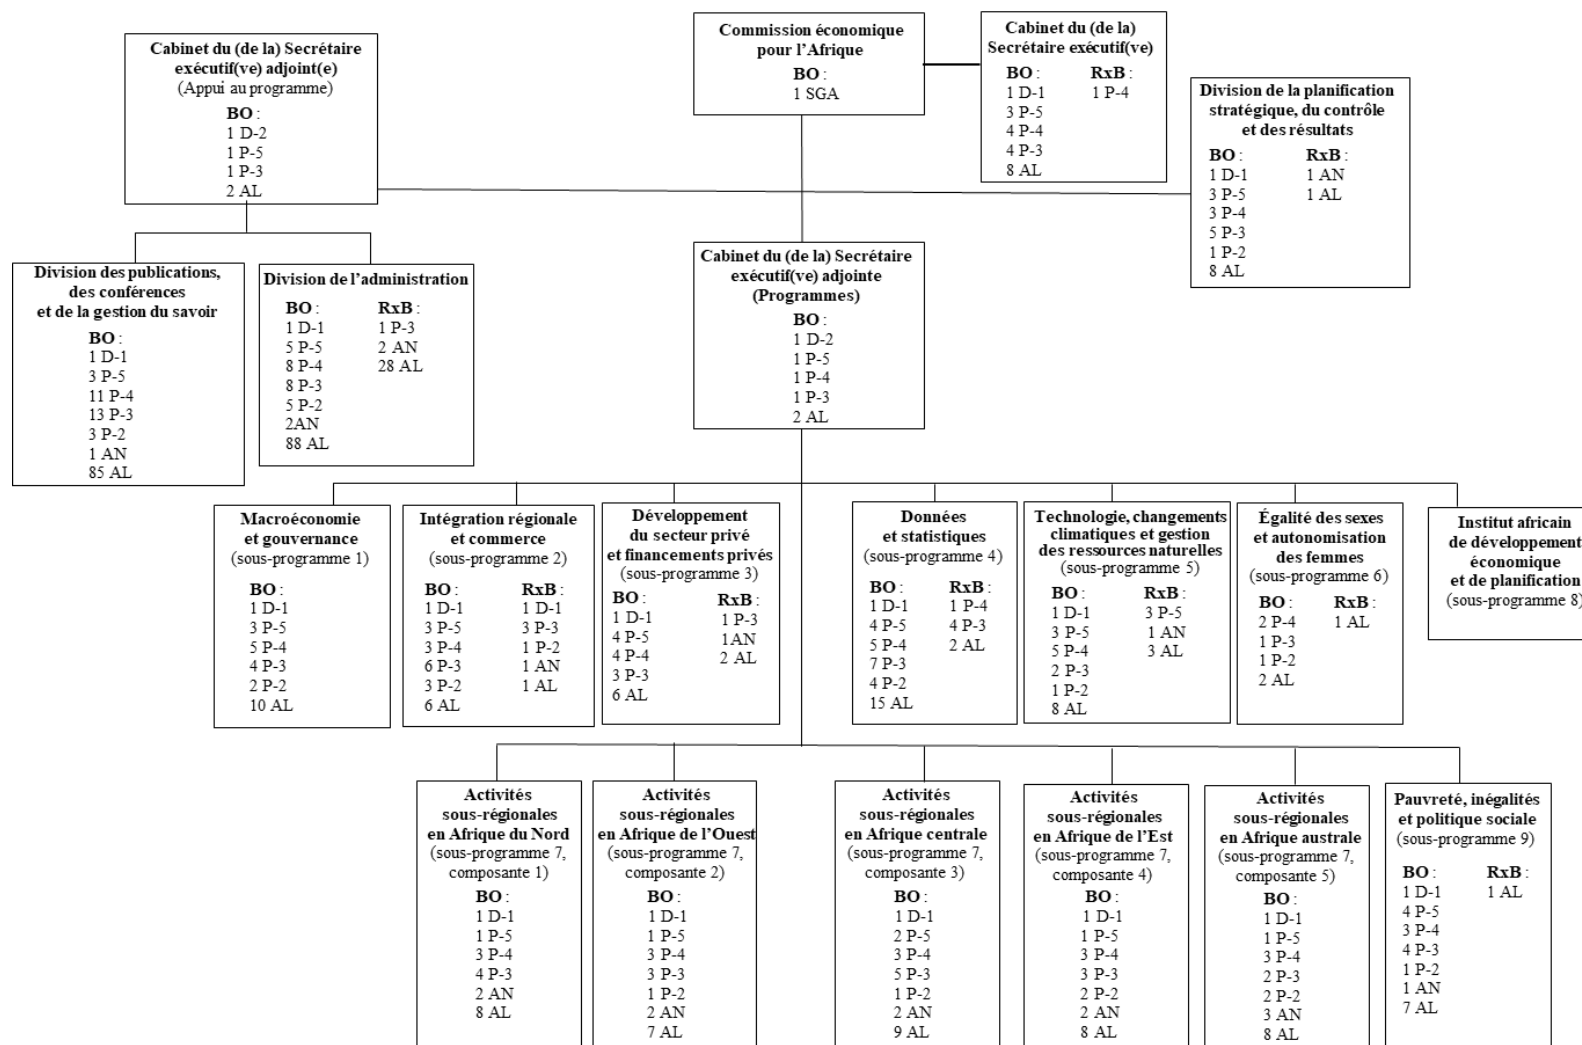 Commission économique
pour l'Afrique
BO :
1 SGA
Cabinet du (de la)
Secrétaire exécutif(ve)
BO :
1 D-1
3 P-5
4 P-4
4 P-3
8 AL
RxB :
1 P-4
Cabinet du (de la) Secrétaire
exécutif(ve) adjoint(e)
(Appui au programme)
BO :
1 D-2
1 P-5
1 P-3
2 AL
Division de la planification
stratégique, du contrôle
et des résultats
BO :
1 D-1
3 P-5
3 P-4
5 P-3
1 P-2
8 AL
RxB :
1 AN
1 AL
Division des publications,
des conférences
et de la gestion du savoir
BO :
1 D-1
3 P-5
11 P-4
13 P-3
3 P-2
1 AN
85 AL
Division de l'administration
BO :
1 D-1
5 P-5
8 P-4
8 P-3
5 P-2
2AN
88 AL
RxB :
1 P-3
2 AN
28 AL
Cabinet du (de la) Secrétaire
exécutif(ve) adjointe
(Programmes)
BO :
1 D-2
1 P-5
1 P-4
1 P-3
2 AL
Macroéconomie
et gouvernance
(sous-programme 1)
BO :
1 D-1
3 P-5
5 P-4
4 P-3
2 P-2
10 AL
Intégration régionale
et commerce
(sous-programme 2)
BO :
1 D-1
3 P-5
3 P-4
6 P-3
3 P-2
6 AL
RxB :
1 D-1
3 P-3
1 P-2
1 AN
1 AL
Développement
du secteur privé
et financements privés
(sous-programme 3)
BO :
1 D-1
4 P-5
4 P-4
3 P-3
6 AL
RxB :
1 P-3
1AN
2 AL
Données
et statistiques
(sous-programme 4)
BO :
1 D-1
4 P-5
5 P-4
7 P-3
4 P-2
15 AL
RxB :
1 P-4
4 P-3
2 AL
Technologie, changements
climatiques et gestion
des ressources naturelles
(sous-programme 5)
BO :
1 D-1
3 P-5
5 P-4
2 P-3
1 P-2
8 AL
RxB :
3 P-5
1 AN
3 AL
Égalité des sexes
et autonomisation
des femmes
(sous-programme 6)
BO :
2 P-4
1 P-3
1 P-2
2 AL
RxB :
1 AL
Institut africain
de développement
économique
et de planification
(sous-programme 8)
Activités
sous-régionales
en Afrique du Nord
(sous-programme 7,
composante 1)
BO :
1 D-1
1 P-5
3 P-4
4 P-3
2 AN
8 AL
Activités
sous-régionales
en Afrique de l'Ouest
(sous-programme 7,
composante 2)
BO :
1 D-1
1 P-5
3 P-4
3 P-3
1 P-2
2 AN
7 AL
Activités
sous-régionales
en Afrique centrale
(sous-programme 7,
composante 3)
BO :
1 D-1
2 P-5
3 P-4
5 P-3
1 P-2
2 AN
9 AL
Activités
sous-régionales
en Afrique de l'Est
(sous-programme 7,
composante 4)
BO :
1 D-1
1 P-5
3 P-4
3 P-3
2 P-2
2 AN
8 AL
Activités
sous-régionales
en Afrique australe
(sous-programme 7,
composante 5)
BO :
1 D-1
1 P-5
3 P-4
2 P-3
2 P-2
3 AN
8 AL
Pauvreté, inégalités
et politique sociale
(sous-programme 9)
BO :
1 D-1
4 P-5
3 P-4
4 P-3
1 P-2
1 AN
7 AL
RxB :
1 AL